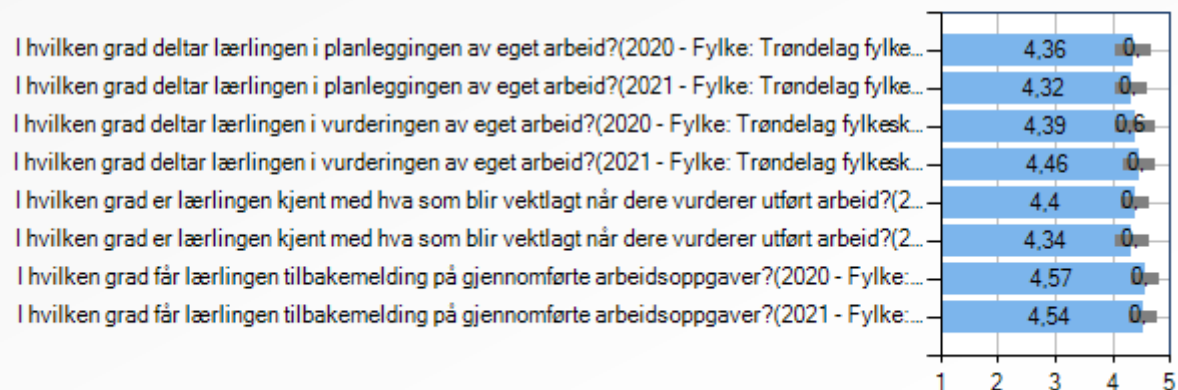 I hvilken grad deltar lærlingen i planleggingen av eget arbeid?(2020 - Fylke: Trøndelag fylke... 4,36 0,
I hvilken grad deltar lærlingen i planleggingen av eget arbeid?(2021 - Fylke: Trøndelag fylke... 4,32 0,
I hvilken grad deltar lærlingen i vurderingen av eget arbeid?(2020 - Fylke: Trøndelag fylkesk... 4,39 0,6
I hvilken grad deltar lærlingen i vurderingen av eget arbeid?(2021 - Fylke: Trøndelag fylkesk... 4,46 0,
I hvilken grad er lærlingen kjent med hva som blir vektlagt når dere vurderer utført arbeid?(2... 4,4 0,
I hvilken grad er lærlingen kjent med hva som blir vektlagt når dere vurderer utført arbeid?(2... 4,34 0,
I hvilken grad får lærlingen tilbakemelding på gjennomførte arbeidsoppgaver?(2020 - Fylke:... 4,57 0,
I hvilken grad får lærlingen tilbakemelding på gjennomførte arbeidsoppgaver?(2021 - Fylke:... 4,54 0,
1 2 3 4 5